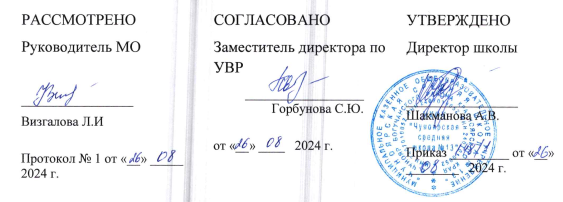 РАССМОТРЕНО
Руководитель МО
Визгалова Л.И
Протокол № 1 от «26» 08
2024 г.
СОГЛАСОВАНО
Заместитель директора по
УВР
Горбунова С.Ю.
от «26» 08 2024 г.
УТВЕРЖДЕНО
Директор школы
Шакманова А.В.
Приказ от «26»
08 2024 г.